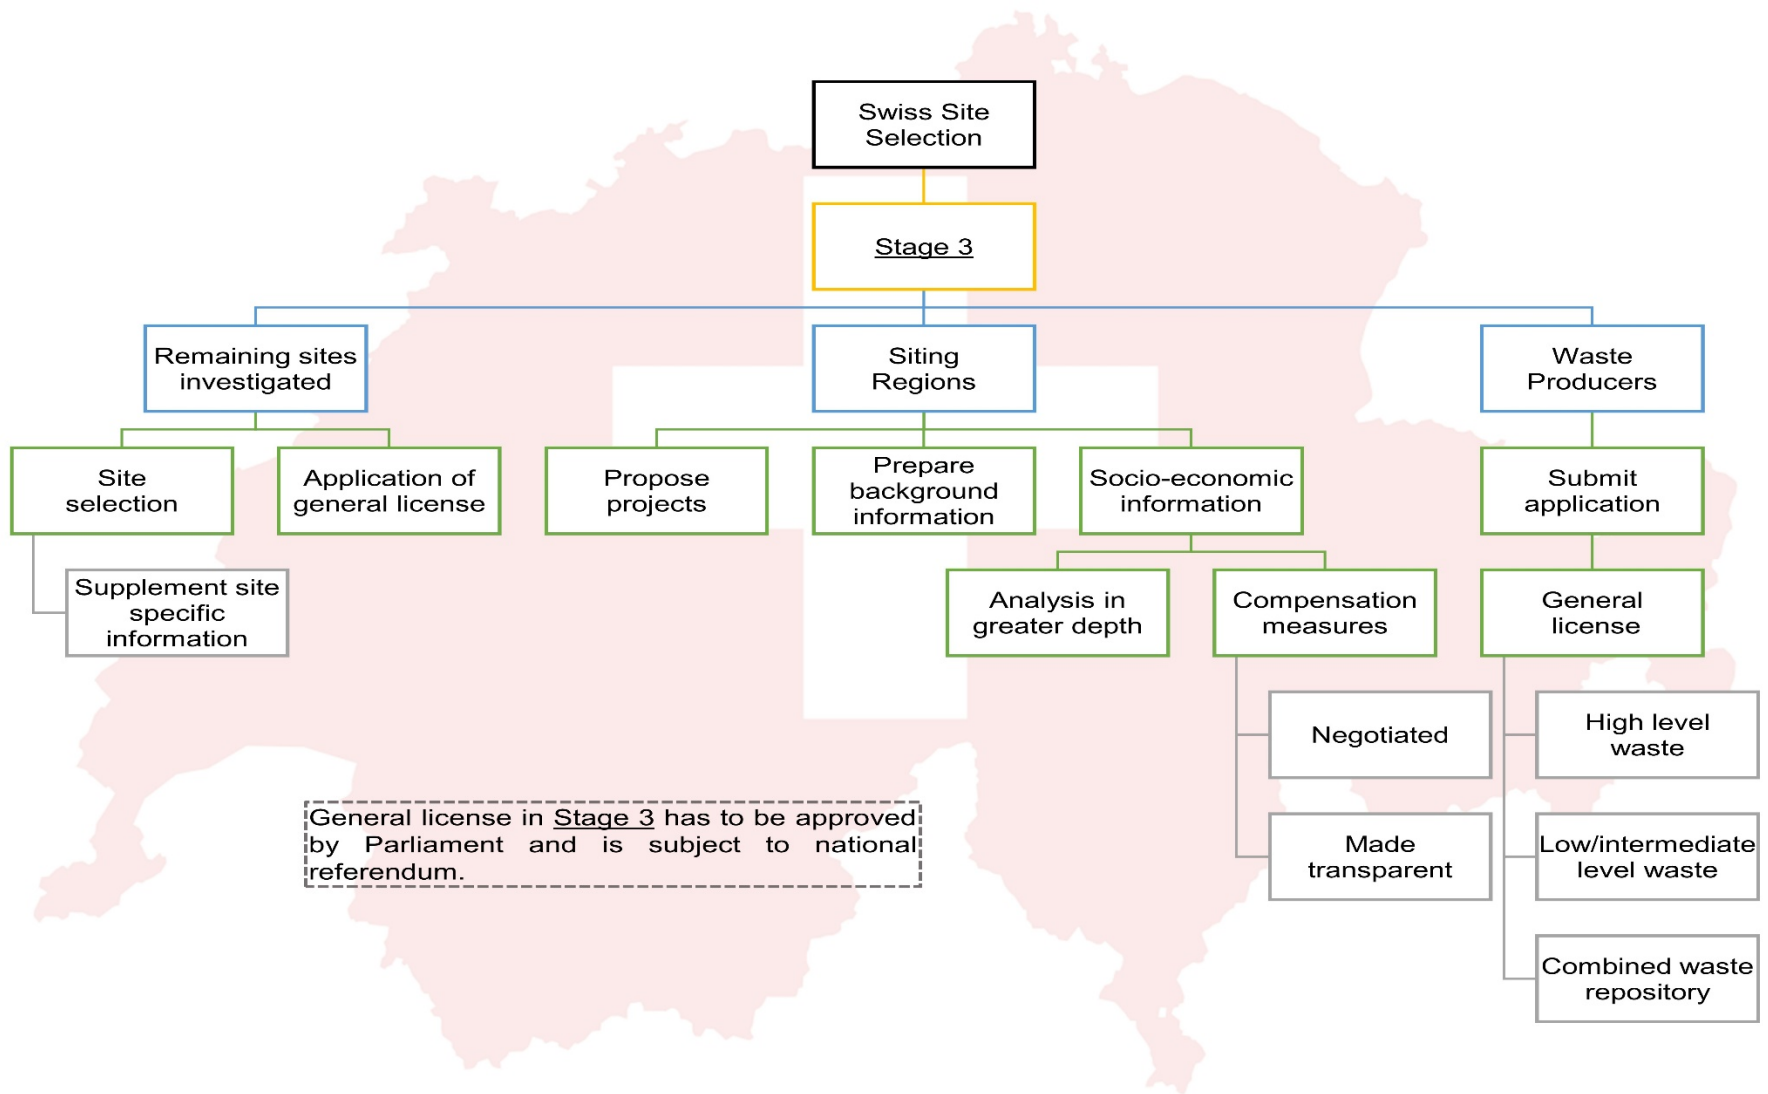 Swiss Site
Selection
Stage 3
Remaining sites
investigated
Siting
Regions
Waste
Producers
Site
selection
Application of
general license
Propose
projects
Prepare
background
information
Socio-economic
information
Submit
application
Supplement site
specific
information
Analysis in
greater depth
Compensation
measures
General
license
Negotiated
High level
waste
General license in Stage 3 has to be approved
by Parliament and is subject to national
referendum.
Made
transparent
Low/intermediate
level waste
Combined waste
repository